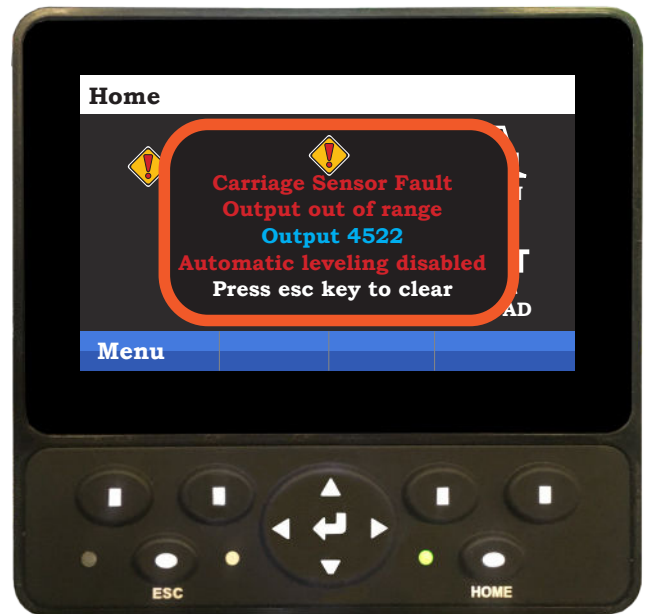 Home
Carriage Sensor Fault
Output out of range
Output 4522
Automatic leveling disabled
Press esc key to clear
AD
Menu
ESC
HOME